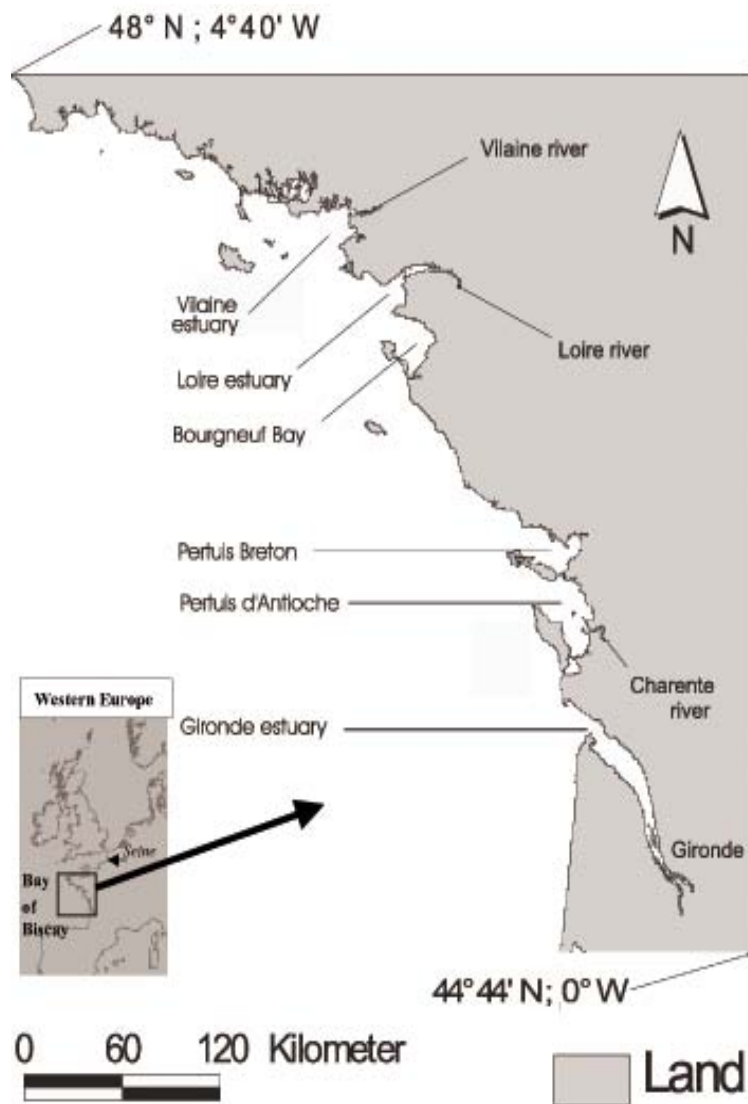 48° N ; 4°40' W
Vilaine river
N
Vilaine
estuary
Loire river
Loire estuary
Bourgneuf Bay
Pertuis Breton
Pertuis d'Antioche
Charente
river
Western Europe
Gironde estuary
Seine
Gironde
Bay
of
Biscay
44°44' N; 0° W
0 60 120 Kilometer
Land